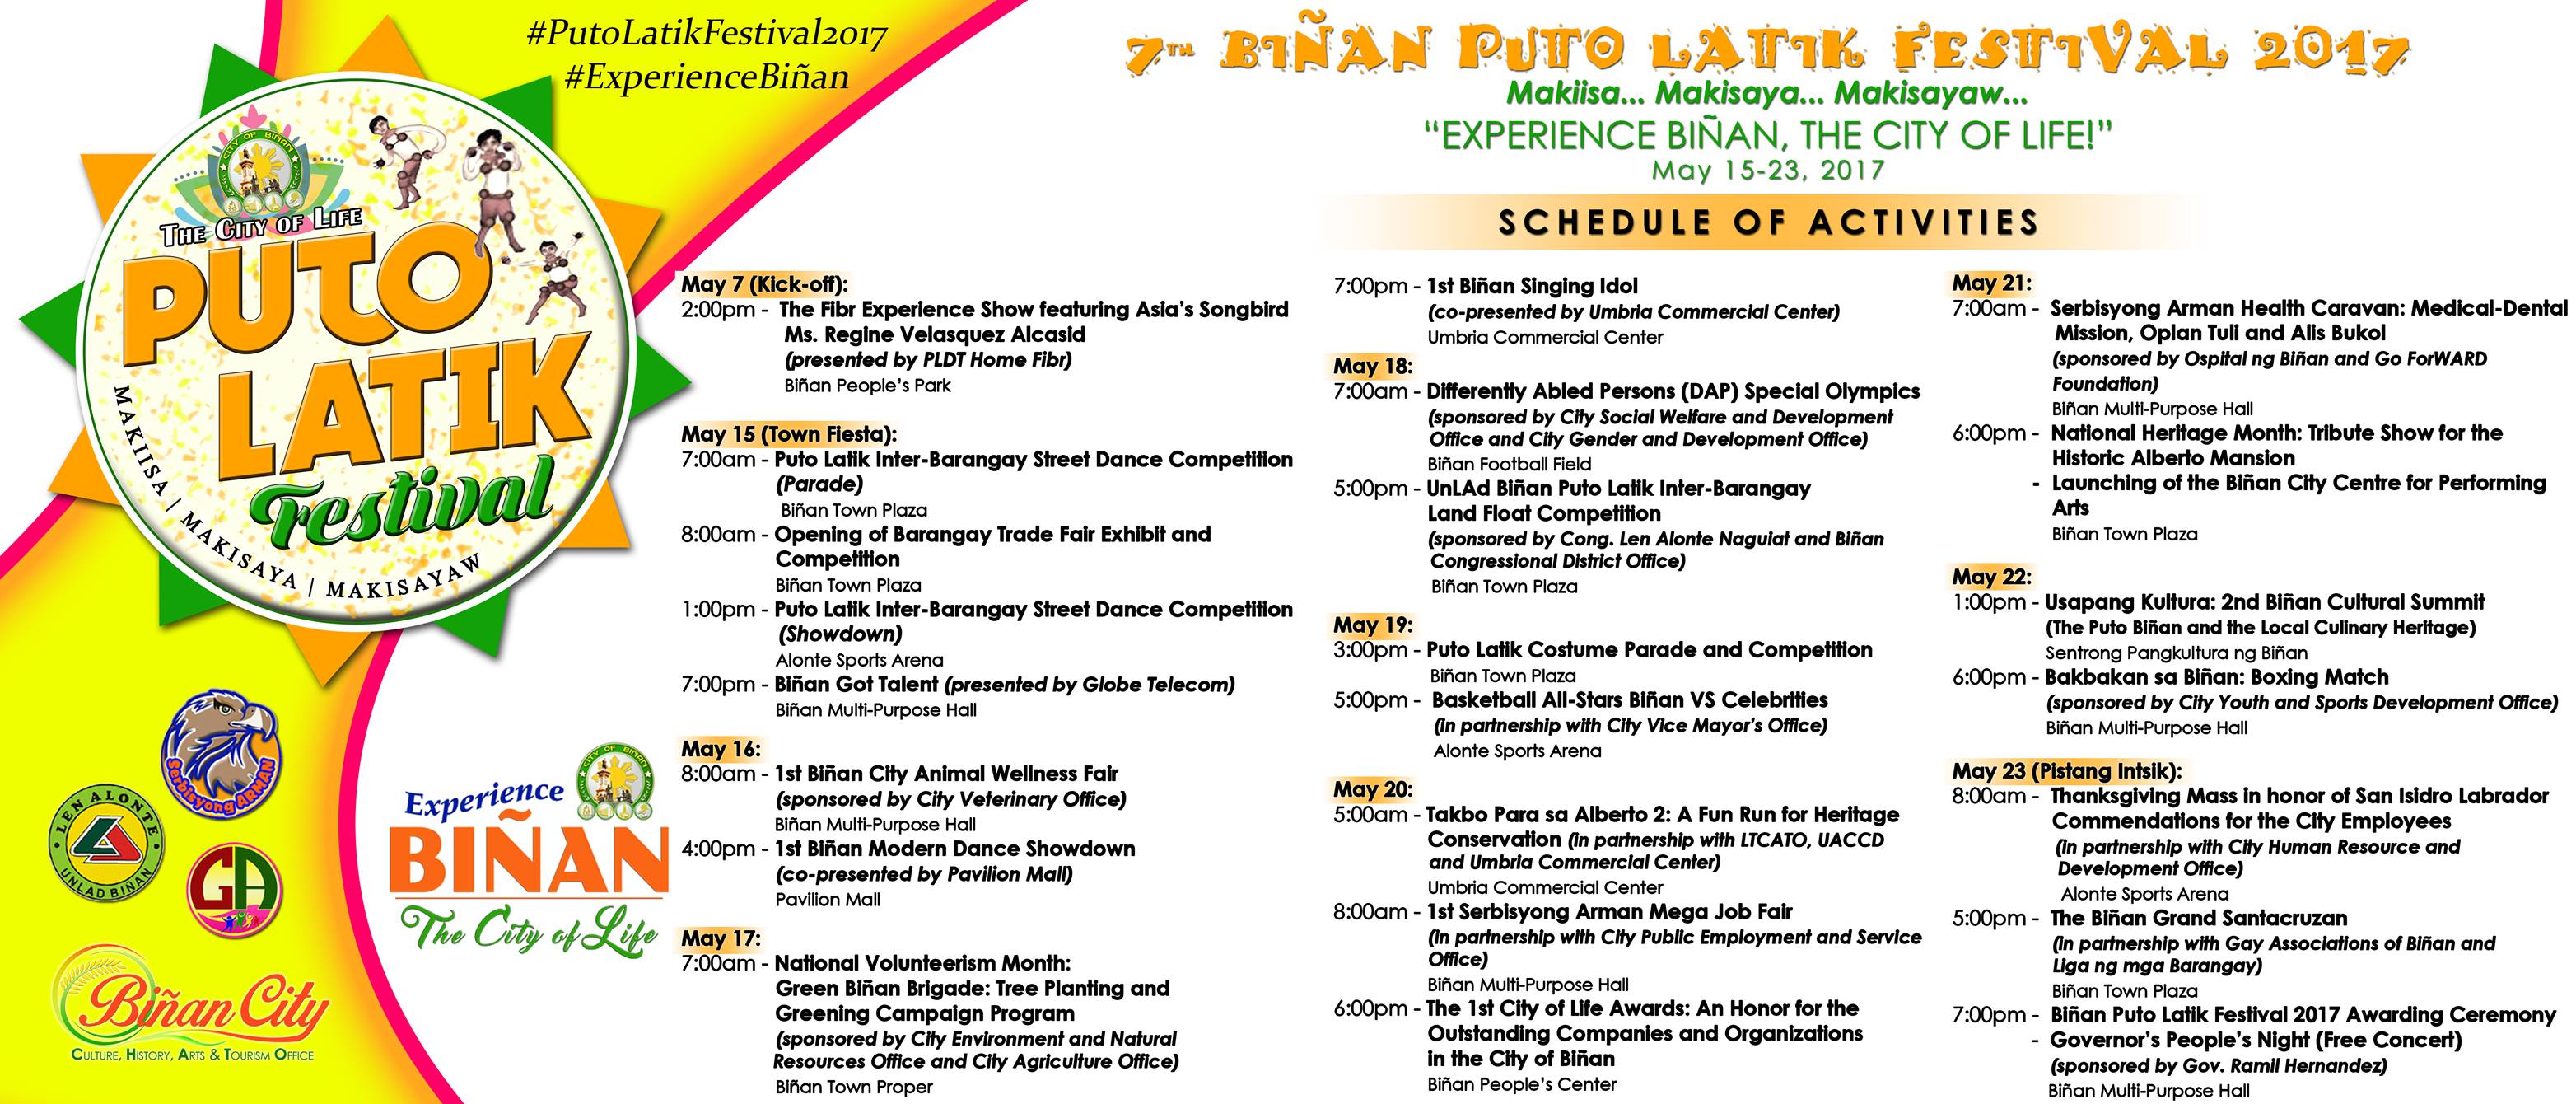 #PutoLatikFestival2017
#ExperienceBiñan
7TH BIÑAN PUTO LATIK FESTIVAL 2017
Makiisa... Makisaya... Makisayaw...
“EXPERIENCE BIÑAN, THE CITY OF LIFE!”
May 15-23, 2017
SCHEDULE OF ACTIVITIES
CITY OF BIÑAN
THE CITY OF LIFE
PUTO
LATIK
Festival
MAKIISA | MAKISAYA | MAKISAYAW
Serbisyong ARMAN
LEN ALONTE
UNLAD BIÑAN
GA
Biñan City
CULTURE, HISTORY, ARTS & TOURISM OFFICE
CITY OF BIÑAN
Experience
BIÑAN
The City of Life
May 7 (Kick-off):
2:00pm - The Fibr Experience Show featuring Asia’s Songbird
Ms. Regine Velasquez Alcasid
(presented by PLDT Home Fibr)
Biñan People’s Park
May 15 (Town Fiesta):
7:00am - Puto Latik Inter-Barangay Street Dance Competition
(Parade)
Biñan Town Plaza
8:00am - Opening of Barangay Trade Fair Exhibit and
Competition
Biñan Town Plaza
1:00pm - Puto Latik Inter-Barangay Street Dance Competition
(Showdown)
Alonte Sports Arena
7:00pm - Biñan Got Talent (presented by Globe Telecom)
Biñan Multi-Purpose Hall
May 16:
8:00am - 1st Biñan City Animal Wellness Fair
(sponsored by City Veterinary Office)
Biñan Multi-Purpose Hall
4:00pm - 1st Biñan Modern Dance Showdown
(co-presented by Pavilion Mall)
Pavilion Mall
May 17:
7:00am - National Volunteerism Month:
Green Biñan Brigade: Tree Planting and
Greening Campaign Program
(sponsored by City Environment and Natural
Resources Office and City Agriculture Office)
Biñan Town Proper
7:00pm - 1st Biñan Singing Idol
(co-presented by Umbria Commercial Center)
Umbria Commercial Center
May 18:
7:00am - Differently Abled Persons (DAP) Special Olympics
(sponsored by City Social Welfare and Development
Office and City Gender and Development Office)
Biñan Football Field
5:00pm - UnLAd Biñan Puto Latik Inter-Barangay
Land Float Competition
(sponsored by Cong. Len Alonte Naguiat and Biñan
Congressional District Office)
Biñan Town Plaza
May 19:
3:00pm - Puto Latik Costume Parade and Competition
Biñan Town Plaza
5:00pm - Basketball All-Stars Biñan VS Celebrities
(in partnership with City Vice Mayor’s Office)
Alonte Sports Arena
May 20:
5:00am - Takbo Para sa Alberto 2: A Fun Run for Heritage
Conservation (in partnership with LTCATO, UACCD
and Umbria Commercial Center)
Umbria Commercial Center
8:00am - 1st Serbisyong Arman Mega Job Fair
(in partnership with City Public Employment and Service
Office)
Biñan Multi-Purpose Hall
6:00pm - The 1st City of Life Awards: An Honor for the
Outstanding Companies and Organizations
in the City of Biñan
Biñan People’s Center
May 21:
7:00am - Serbisyong Arman Health Caravan: Medical-Dental
Mission, Oplan Tuli and Alis Bukol
(sponsored by Ospital ng Biñan and Go ForWARD
Foundation)
Biñan Multi-Purpose Hall
6:00pm - National Heritage Month: Tribute Show for the
Historic Alberto Mansion
- Launching of the Biñan City Centre for Performing
Arts
Biñan Town Plaza
May 22:
1:00pm - Usapang Kultura: 2nd Biñan Cultural Summit
(The Puto Biñan and the Local Culinary Heritage)
Sentrong Pangkultura ng Biñan
6:00pm - Bakbakan sa Biñan: Boxing Match
(sponsored by City Youth and Sports Development Office)
Biñan Multi-Purpose Hall
May 23 (Pistang Intsik):
8:00am - Thanksgiving Mass in honor of San Isidro Labrador
Commendations for the City Employees
(in partnership with City Human Resource and
Development Office)
Alonte Sports Arena
5:00pm - The Biñan Grand Santacruzan
(in partnership with Gay Associations of Biñan and
Liga ng mga Barangay)
Biñan Town Plaza
7:00pm - Biñan Puto Latik Festival 2017 Awarding Ceremony
- Governor’s People’s Night (Free Concert)
(sponsored by Gov. Ramil Hernandez)
Biñan Multi-Purpose Hall